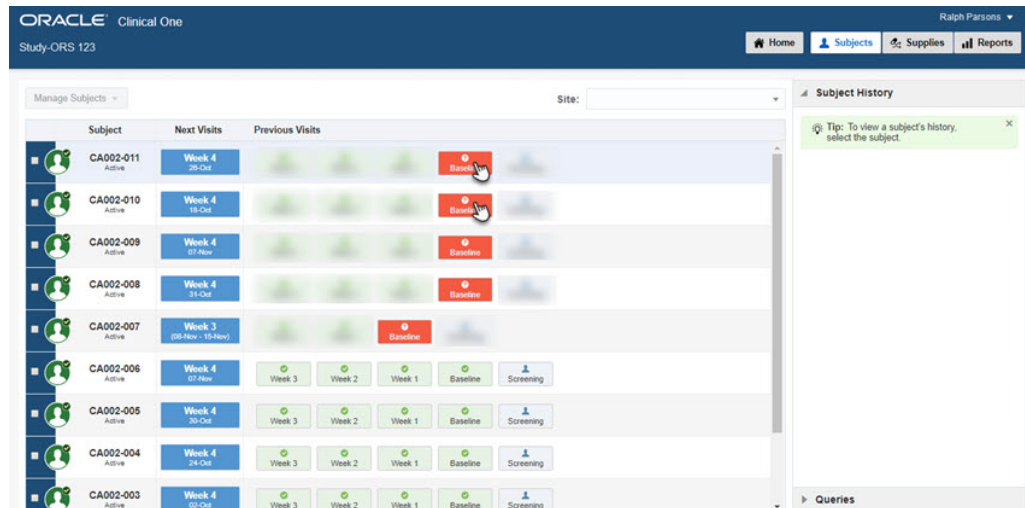 ORACLE Clinical One
Ralph Parsons
Study-ORS 123
Home Subjects Supplies Reports
Manage Subjects
Site:
Subject History
Tip: To view a subject's history, select the subject.
Subject Next Visits Previous Visits
CA002-011 Week 4 Baseline
Active 26-Oct
CA002-010 Week 4 Baseline
Active 18-Oct
CA002-009 Week 4 Baseline
Active 07-Nov
CA002-008 Week 4 Baseline
Active 31-Oct
CA002-007 Week 3 Baseline
Active (08-Nov - 15-Nov)
CA002-006 Week 4 Week 3 Week 2 Week 1 Baseline Screening
Active 07-Nov
CA002-005 Week 4 Week 3 Week 2 Week 1 Baseline Screening
Active 30-Oct
CA002-004 Week 4 Week 3 Week 2 Week 1 Baseline Screening
Active 24-Oct
CA002-003 Week 4 Week 3 Week 2 Week 1 Baseline Screening
Active 02-Oct
Queries